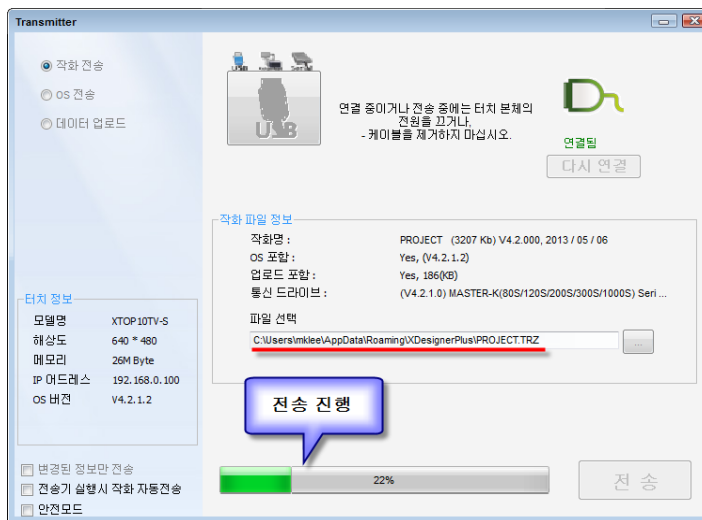 Transmitter
작화 전송
OS 전송
데이터 업로드
USB
Serial
USB
연결 중이거나 전송 중에는 터치 본체의
전원을 끄거나,
- 케이블을 제거하지 마십시오.
연결됨
다시 연결
작화 파일 정보
작화명 : PROJECT (3207 Kb) V4.2.000, 2013 / 05 / 06
OS 포함 : Yes, (V4.2.1.2)
업로드 포함 : Yes, 186(KB)
통신 드라이브 : (V4.2.1.0) MASTER-K(80S/120S/200S/300S/1000S) Seri ...
파일 선택
C:\Users\mklee\AppData\Roaming\XDesignerPlus\PROJECT.TRZ
...
터치 정보
모델명 XTOP10TV-S
해상도 640 * 480
메모리 26M Byte
IP 어드레스 192.168.0.100
OS 버전 V4.2.1.2
전송 진행
22%
전 송
변경된 정보만 전송
전송기 실행시 작화 자동전송
안전모드